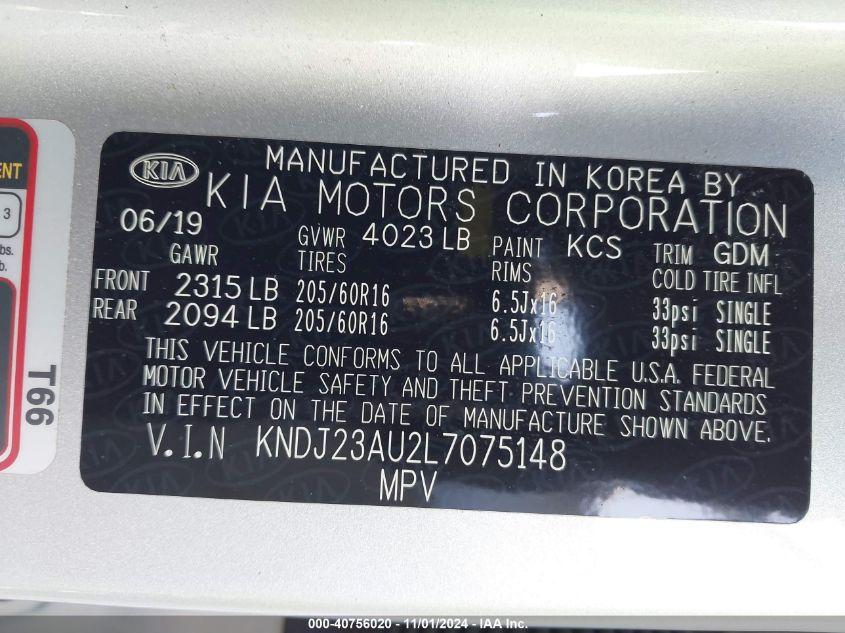 KIA
MANUFACTURED IN KOREA BY
KIA MOTORS CORPORATION
06/19
GAWR
GVWR 4023 LB PAINT KCS TRIM GDM
TIRES RIMS COLD TIRE INFL
FRONT 2315 LB 205/60R16 6.5Jx16 33psi SINGLE
REAR 2094 LB 205/60R16 6.5Jx16 33psi SINGLE
THIS VEHICLE CONFORMS TO ALL APPLICABLE U.S.A. FEDERAL
MOTOR VEHICLE SAFETY AND THEFT PREVENTION STANDARDS
IN EFFECT ON THE DATE OF MANUFACTURE SHOWN ABOVE.
V.I.N KNDJ23AU2L7075148
MPV
3
T66
000-40756020 - 11/01/2024 - IAA Inc.